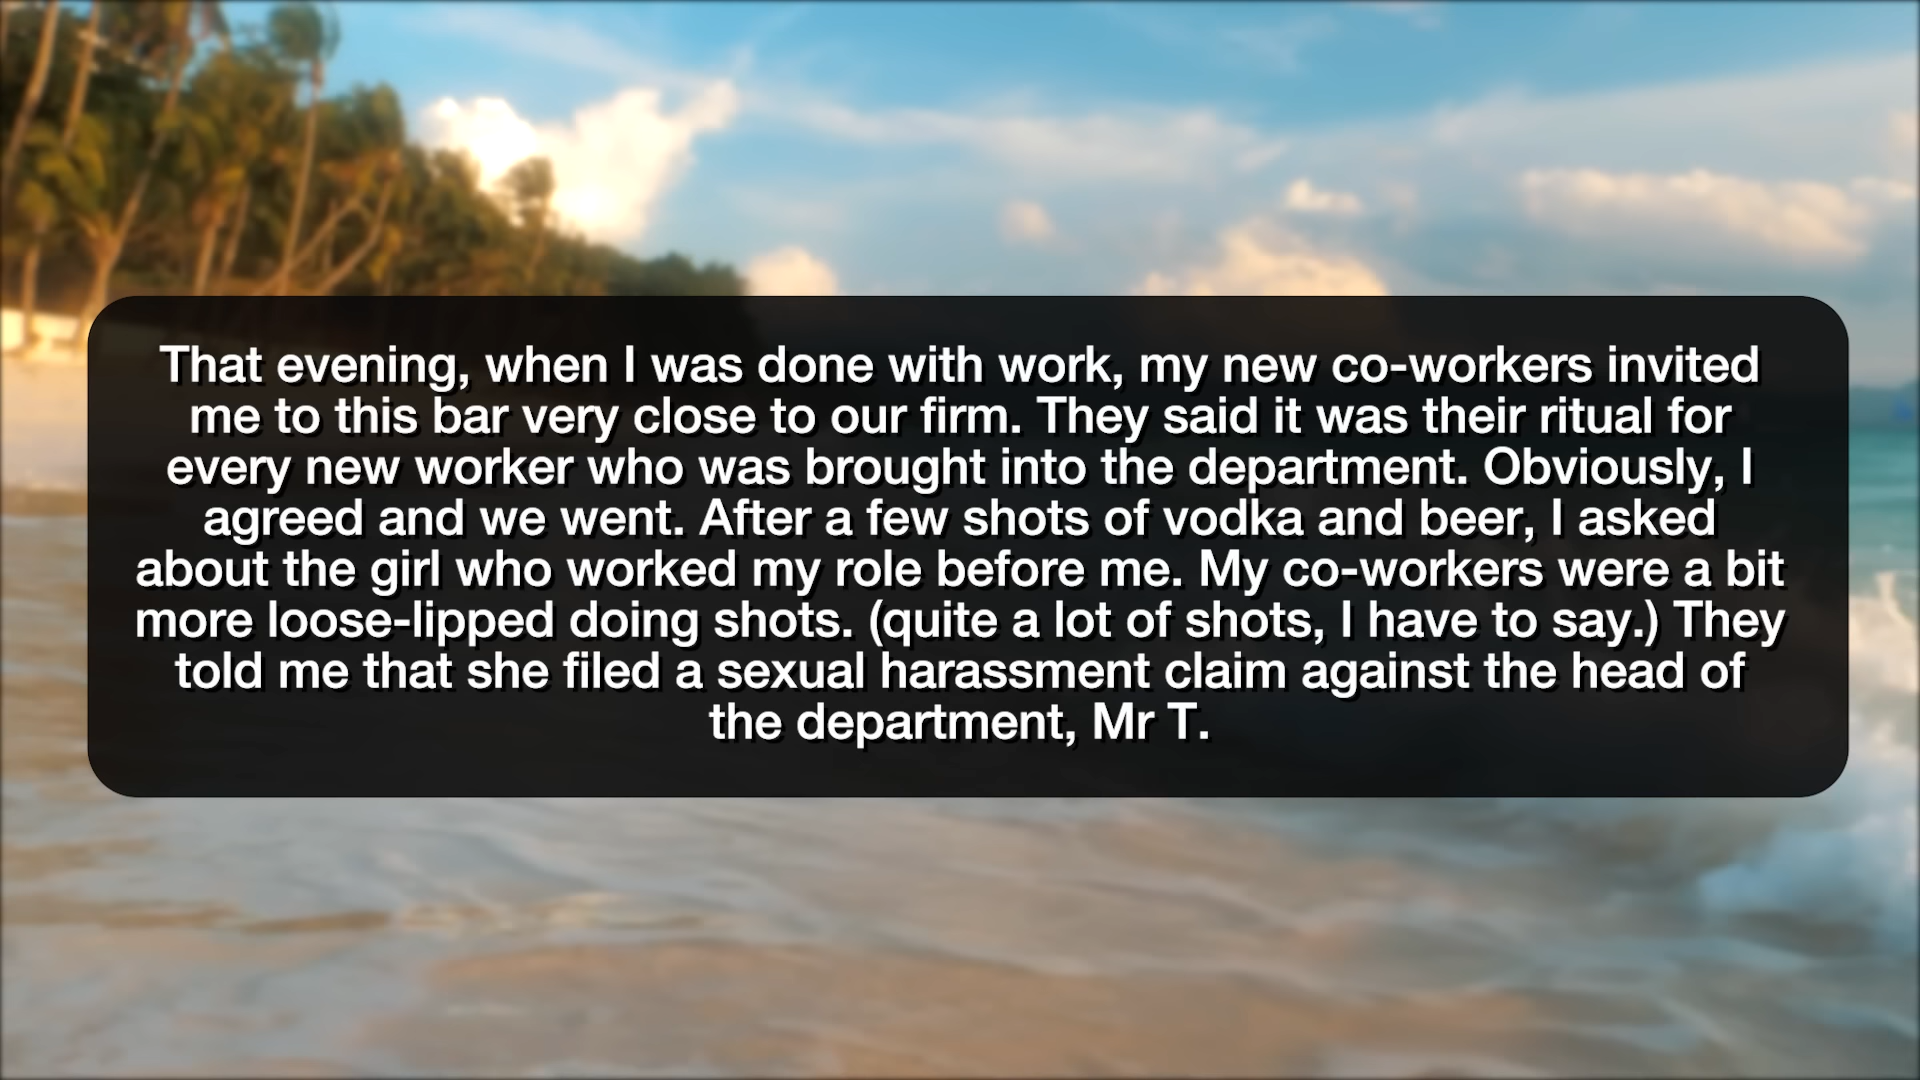 That evening, when I was done with work, my new co-workers invited
me to this bar very close to our firm. They said it was their ritual for
every new worker who was brought into the department. Obviously, I
agreed and we went. After a few shots of vodka and beer, I asked
about the girl who worked my role before me. My co-workers were a bit
more loose-lipped doing shots. (quite a lot of shots, I have to say.) They
told me that she filed a sexual harassment claim against the head of
the department, Mr T.